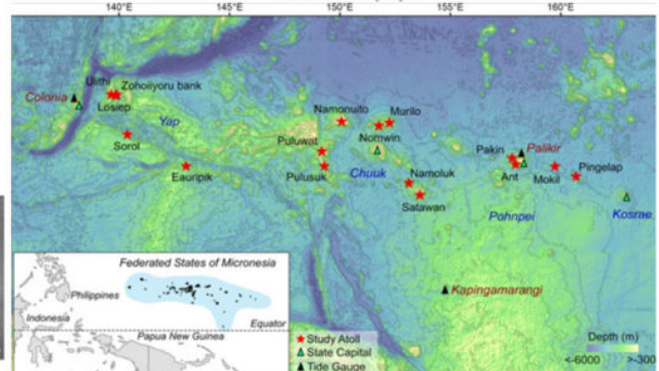 140°E 145°E 150°E 155°E 160°E
Ulithi
Zohoiiyoru bank
Colonia
Losiep
Yap
Sorol
Eauripik
Namonuito
Murilo
Nomwin
Puluwat
Pulusuk
Chuuk
Namoluk
Satawan
Pakin
Palikir
Ant
Mokil
Pingelap
Pohnpei
Kosrae
Kapingamarangi
Federated States of Micronesia
Philippines
Indonesia
Equator
Papua New Guinea
Study Atoll
State Capital
Tide Gauge
Depth (m)
<-6000 >-300